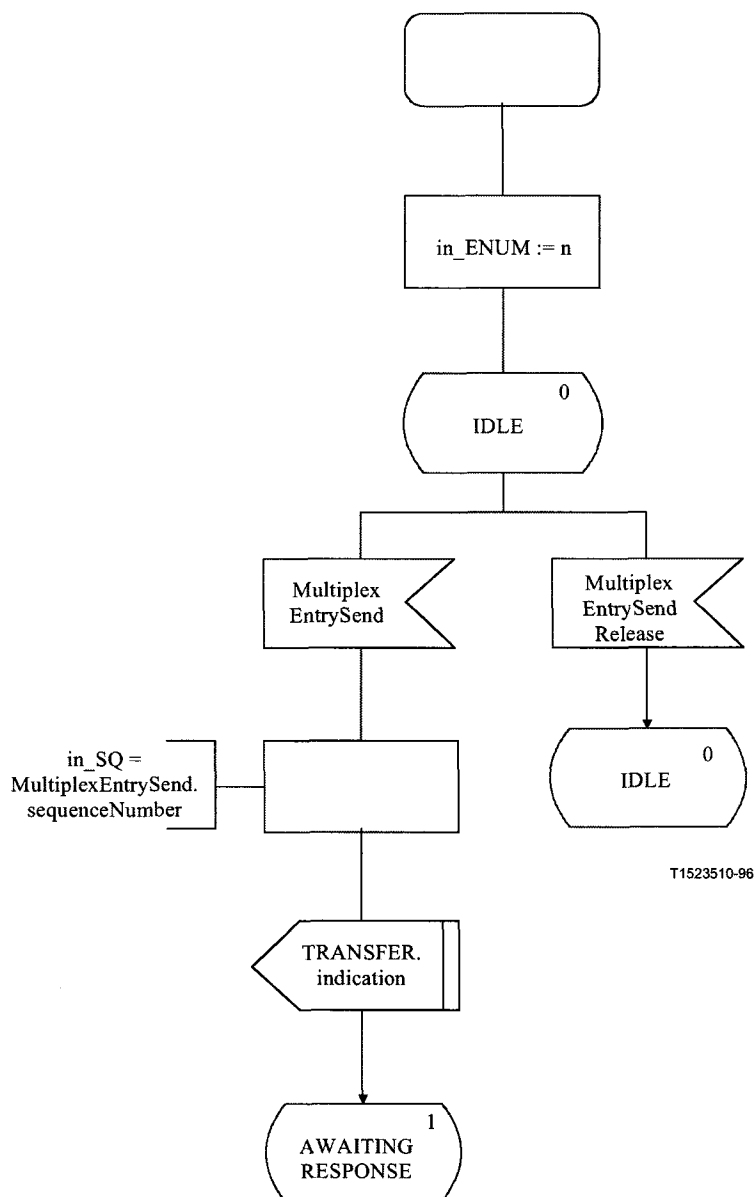 in_ENUM := n
0
IDLE
Multiplex
EntrySend
Multiplex
EntrySend
Release
in_SQ =
MultiplexEntrySend.
sequenceNumber
0
IDLE
T1523510-96
TRANSFER.
indication
1
AWAITING
RESPONSE